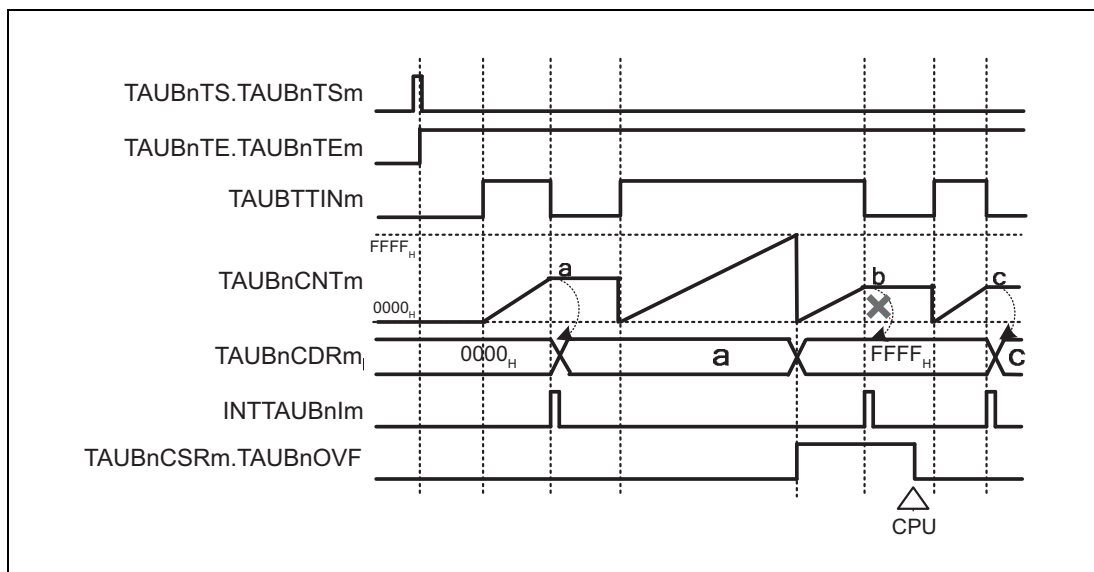 TAUBnTS.TAUBnTSm
TAUBnTE.TAUBnTEm
TAUBTTINm
FFFFH
TAUBnCNTm
a
b
c
0000H
TAUBnCDRm
0000H
a
FFFFH
c
INTTAUBnIm
TAUBnCSRm.TAUBnOVF
CPU